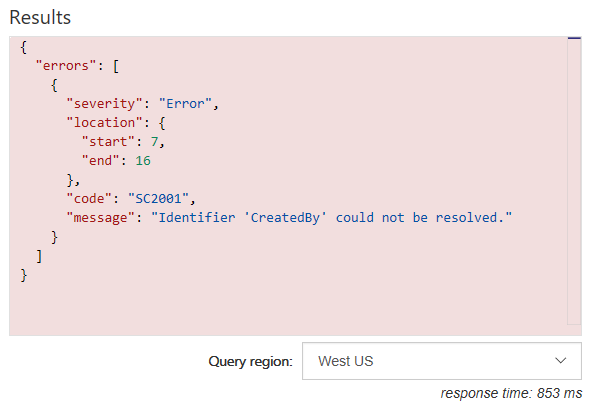 Results
{
"errors": [
{
"severity": "Error",
"location": {
"start": 7,
"end": 16
},
"code": "SC2001",
"message": "Identifier 'CreatedBy' could not be resolved."
}
]
}
Query region: West US
response time: 853 ms